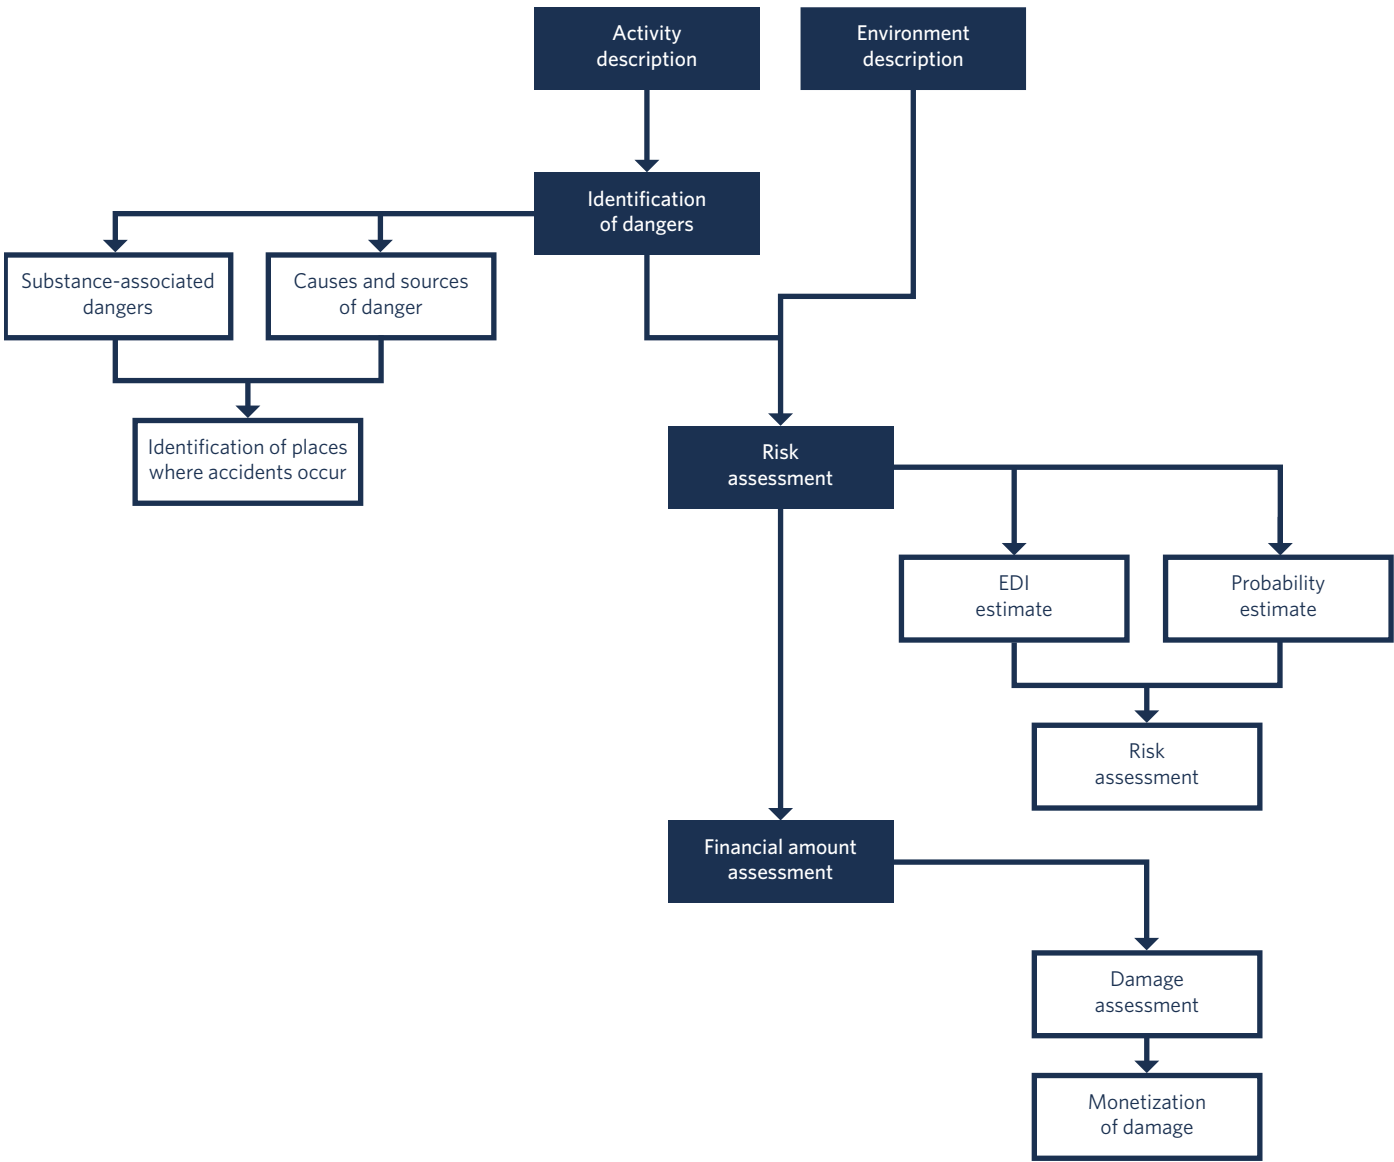 Activity
description
Environment
description
Identification
of dangers
Substance-associated
dangers
Causes and sources
of danger
Identification of places
where accidents occur
Risk
assessment
EDI
estimate
Probability
estimate
Risk
assessment
Financial amount
assessment
Damage
assessment
Monetization
of damage